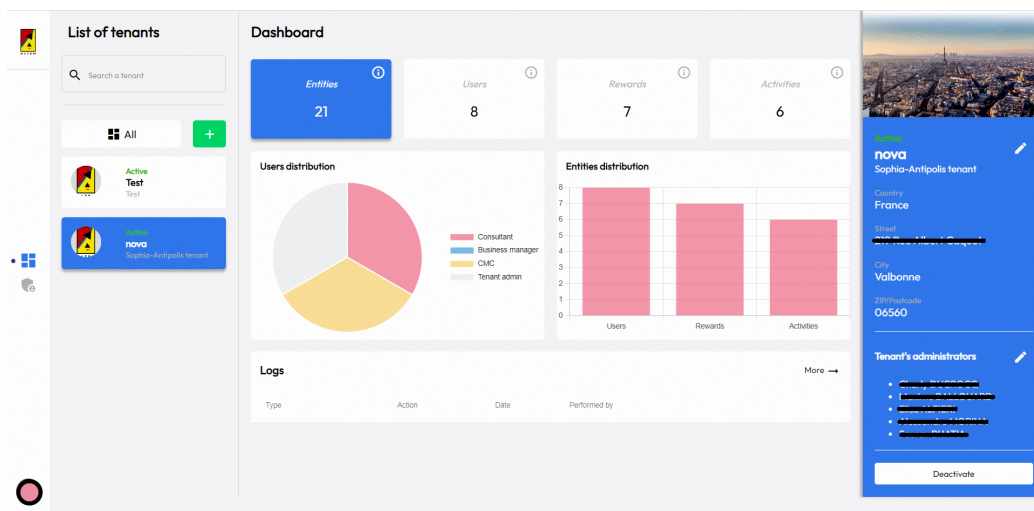 List of tenants
Search a tenant
All
+
Active
Test
Test
Active
nova
Sophia-Antipolis tenant
Dashboard
Entities
21
Users
8
Rewards
7
Activities
6
Users distribution
Consultant
Business manager
CMC
Tenant admin
Entities distribution
8
7
6
5
4
3
2
1
0
Users
Rewards
Activities
Logs
More →
Type
Action
Date
Performed by
Active
nova
Sophia-Antipolis tenant
Country
France
Street
City
Valbonne
ZIP/Postcode
06560
Tenant's administrators
Deactivate